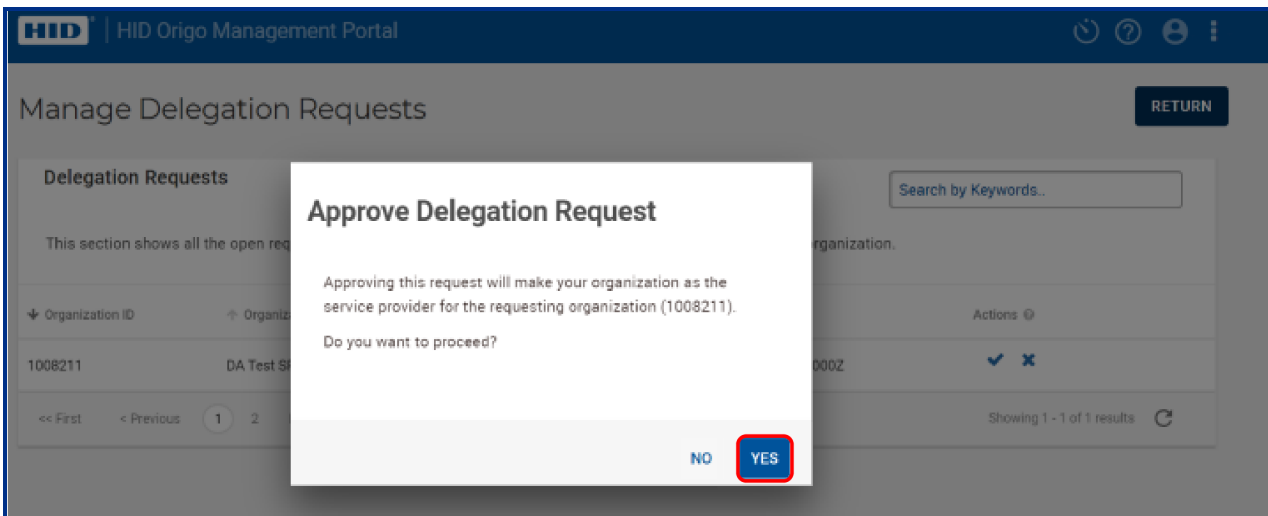 HID | HID Origo Management Portal
Manage Delegation Requests
RETURN
Delegation Requests
Search by Keywords..
This section shows all the open
Approve Delegation Request
Approving this request will make your organization as the
service provider for the requesting organization (1008211).
Do you want to proceed?
Organization ID
Actions
1008211 DA Test
000Z
<< First < Previous 1 2
Showing 1 - 1 of 1 results
NO YES